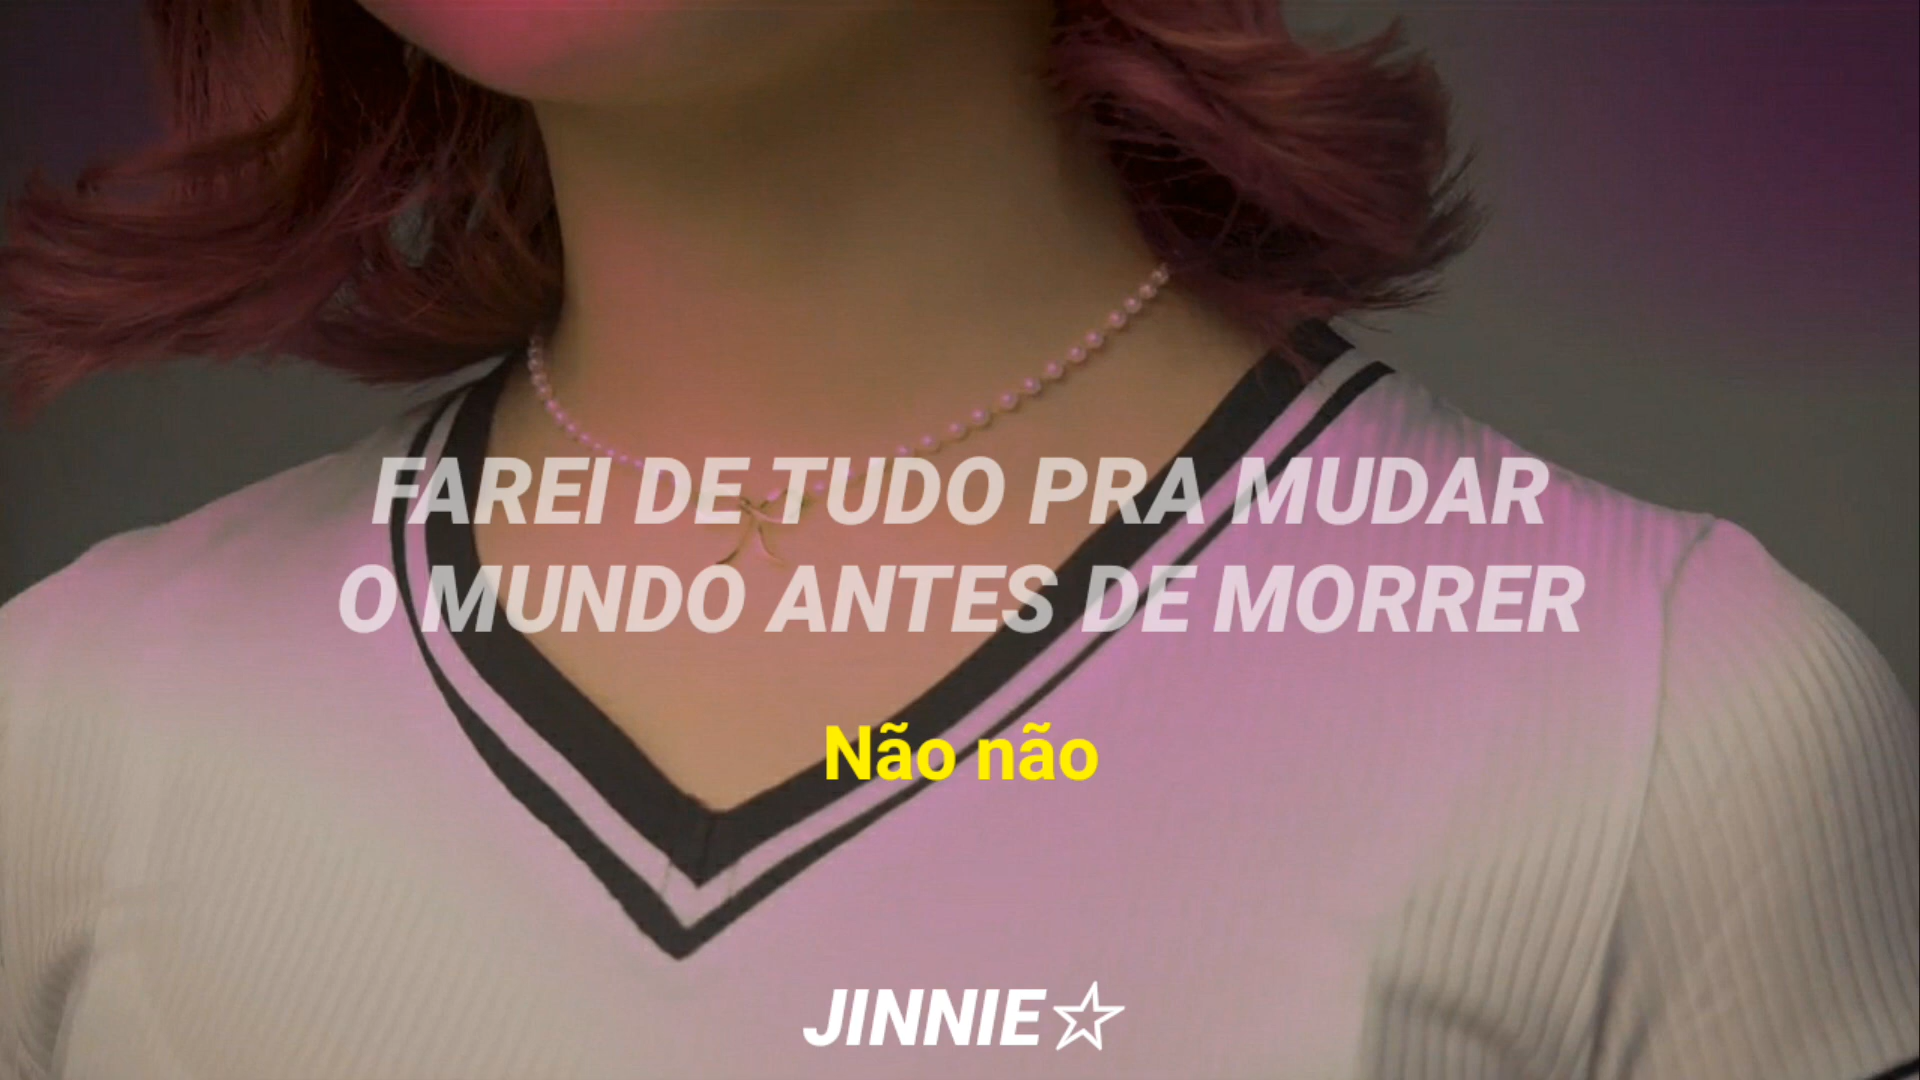 FAREI DE TUDO PRA MUDAR
O MUNDO ANTES DE MORRER
Não não
JINNIE☆